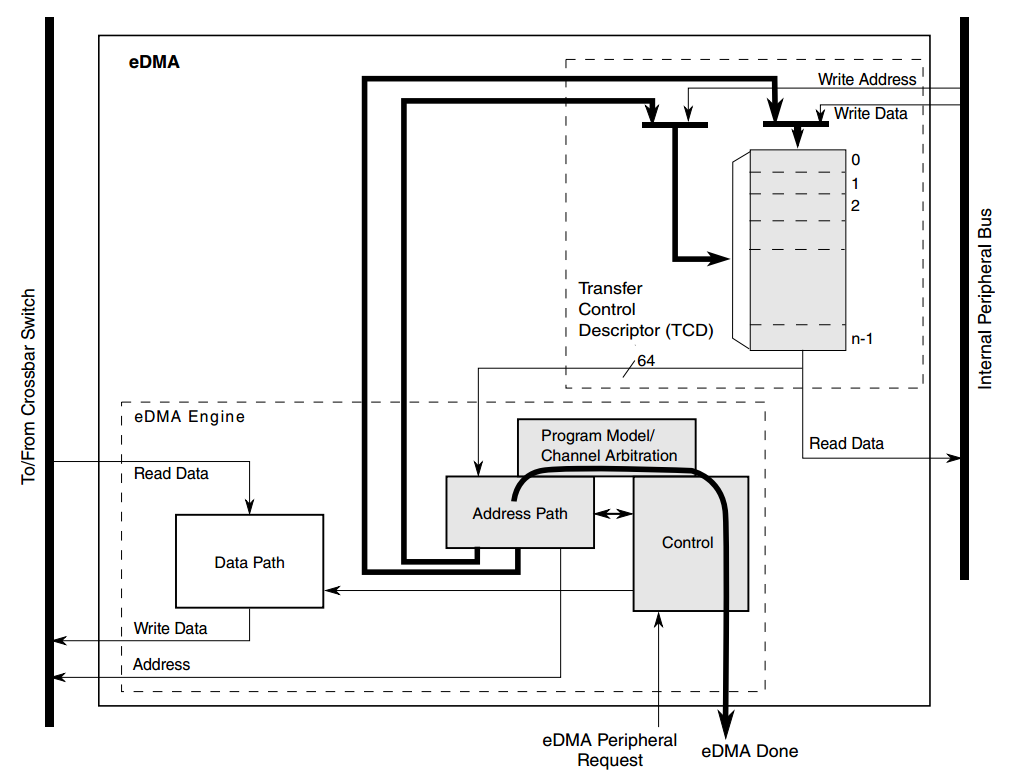 eDMA
Write Address
Write Data
0
1
2
n-1
Transfer
Control
Descriptor (TCD)
64
Internal Peripheral Bus
To/From Crossbar Switch
eDMA Engine
Program Model/
Channel Arbitration
Read Data
Read Data
Address Path
Control
Data Path
Write Data
Address
eDMA Peripheral
Request
eDMA Done